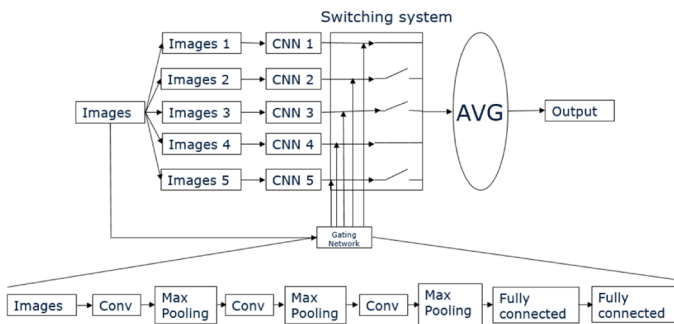 Switching system
Images 1
CNN 1
Images 2
CNN 2
Images
Images 3
CNN 3
AVG
Output
Images 4
CNN 4
Images 5
CNN 5
Gating
Network
Images
Conv
Max
Pooling
Conv
Max
Pooling
Conv
Max
Pooling
Fully
connected
Fully
connected